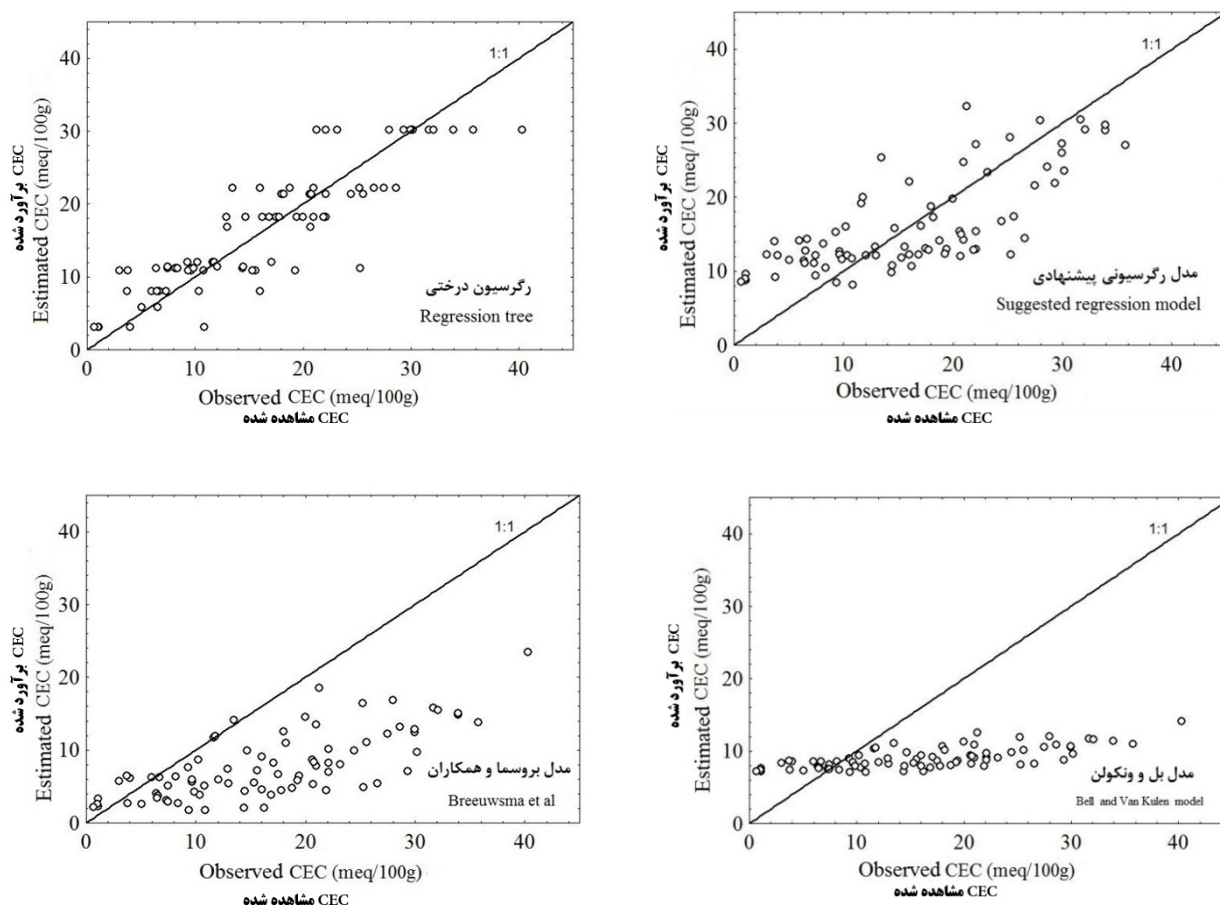 1:1
40
30
20
10
0
Estimated CEC (meq/100g)
CEC برآورد شده
رگرسیون درختی
Regression tree
0 10 20 30 40
Observed CEC (meq/100g)
CEC مشاهده شده
1:1
40
30
20
10
0
Estimated CEC (meq/100g)
CEC برآورد شده
مدل رگرسیونی پیشنهادی
Suggested regression model
0 10 20 30 40
Observed CEC (meq/100g)
CEC مشاهده شده
1:1
40
30
20
10
0
Estimated CEC (meq/100g)
CEC برآورد شده
مدل بروسما و همکاران
Breeuwsma et al
0 10 20 30 40
Observed CEC (meq/100g)
CEC مشاهده شده
1:1
40
30
20
10
0
Estimated CEC (meq/100g)
CEC برآورد شده
مدل بل و ونکولن
Bell and Van Kulen model
0 10 20 30 40
Observed CEC (meq/100g)
CEC مشاهده شده